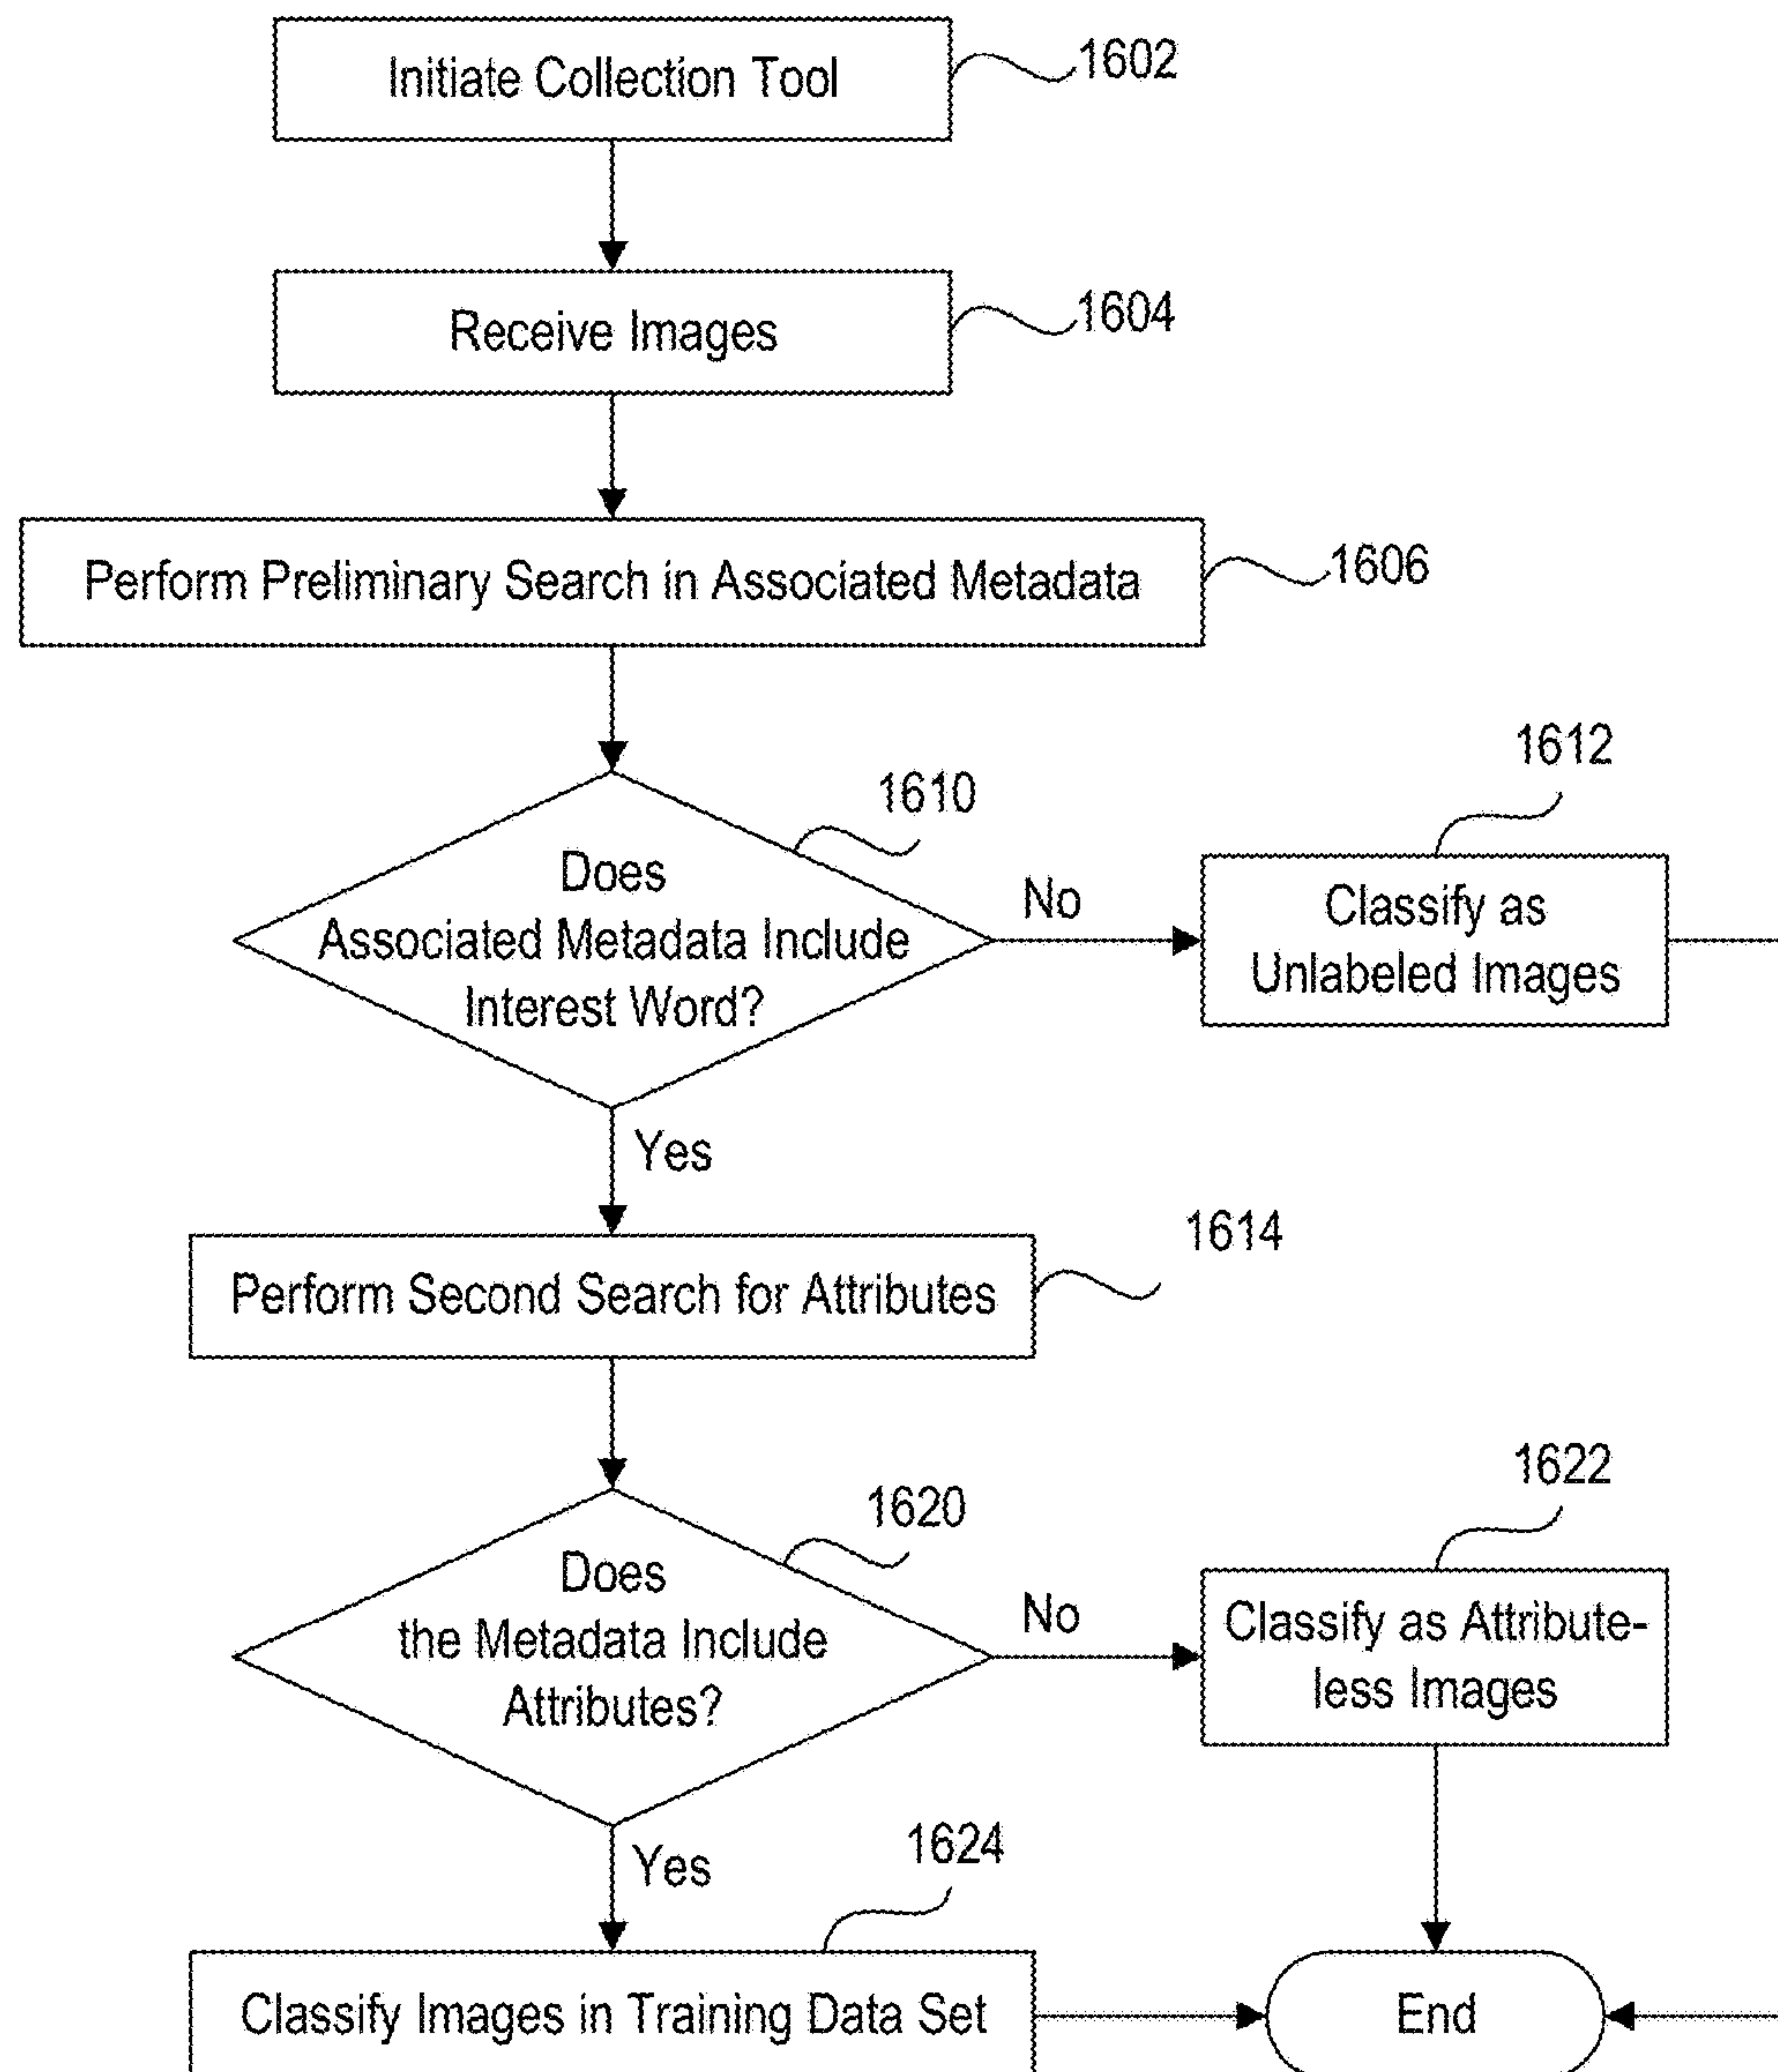 Initiate Collection Tool
1602
Receive Images
1604
Perform Preliminary Search in Associated Metadata
1606
1610
Does
Associated Metadata Include
Interest Word?
No
1612
Classify as
Unlabeled Images
Yes
1614
Perform Second Search for Attributes
1620
Does
the Metadata Include
Attributes?
No
1622
Classify as Attribute-
less Images
Yes
1624
Classify Images in Training Data Set
End